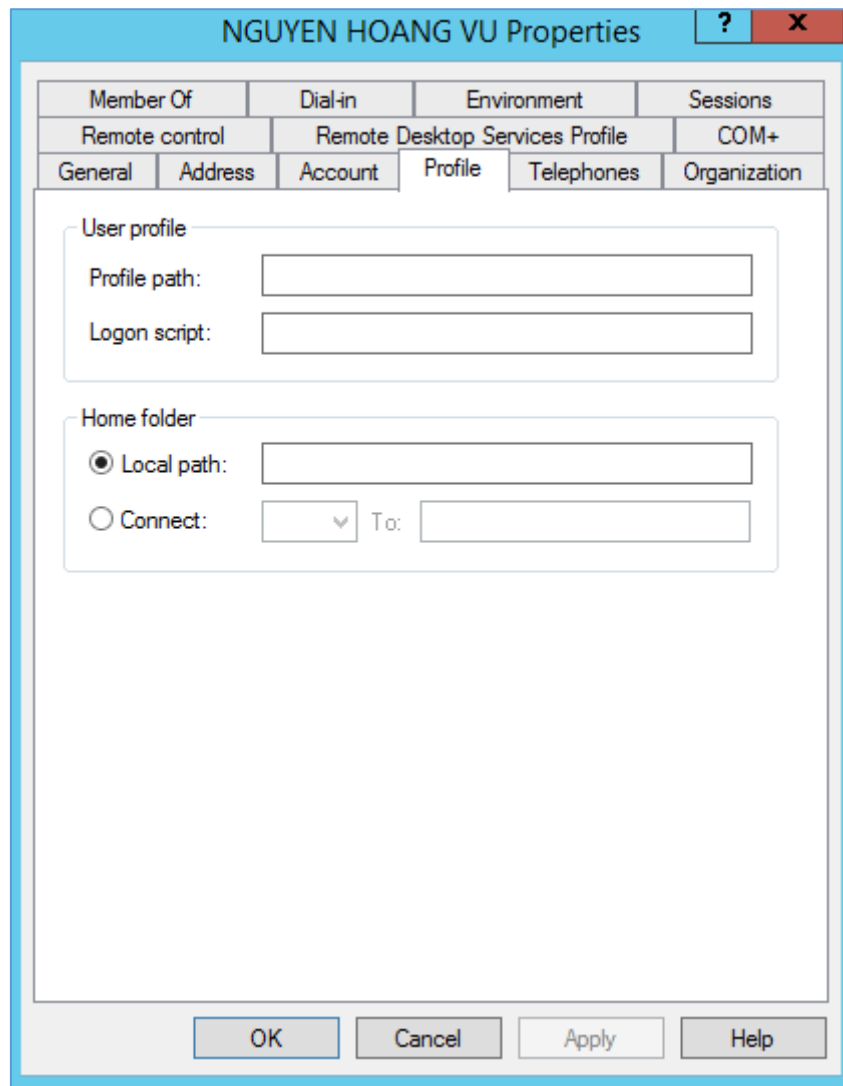 NGUYEN HOANG VU Properties ? x
Member Of Dial-in Environment Sessions
Remote control Remote Desktop Services Profile COM+
General Address Account Profile Telephones Organization
User profile
Profile path:
Logon script:
Home folder
Local path:
Connect: To:
OK Cancel Apply Help